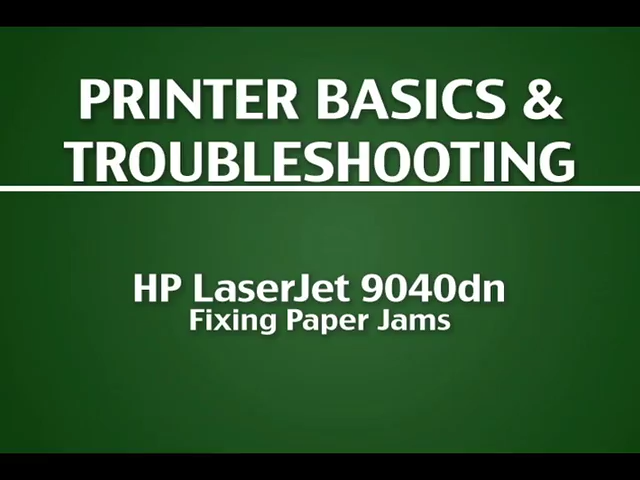 PRINTER BASICS &
TROUBLESHOOTING
HP LaserJet 9040dn
Fixing Paper Jams